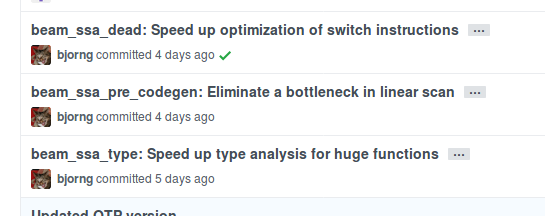 beam_ssa_dead: Speed up optimization of switch instructions ...
bjorng committed 4 days ago
beam_ssa_pre_codegen: Eliminate a bottleneck in linear scan ...
bjorng committed 4 days ago
beam_ssa_type: Speed up type analysis for huge functions ...
bjorng committed 5 days ago
Updated OTP version